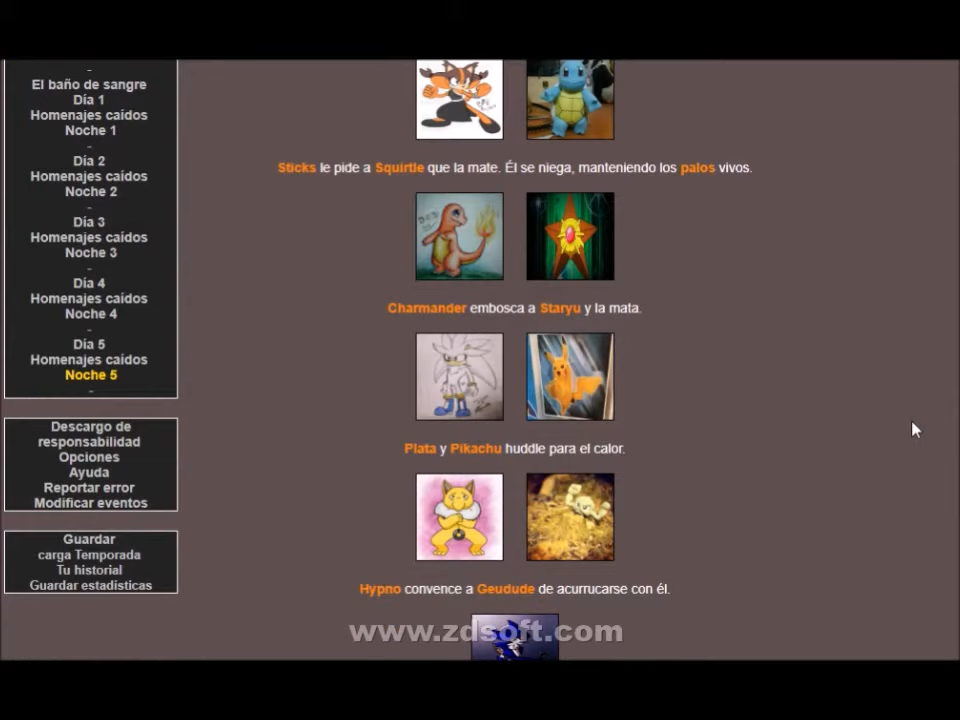 El baño de sangre
Día 1
Homenajes caídos
Noche 1
-
Día 2
Homenajes caídos
Noche 2
-
Día 3
Homenajes caídos
Noche 3
-
Día 4
Homenajes caídos
Noche 4
-
Día 5
Homenajes caídos
Noche 5
-
Descargo de
responsabilidad
Opciones
Ayuda
Reportar error
Modificar eventos
Guardar
carga Temporada
Tu historial
Guardar estadisticas
Sticks le pide a Squirtle que la mate. Él se niega, manteniendo los palos vivos.
Charmander embosca a Staryu y la mata.
Plata y Pikachu huddle para el calor.
Hypno convence a Geudude de acurrucarse con él.
www.zdsoft.com